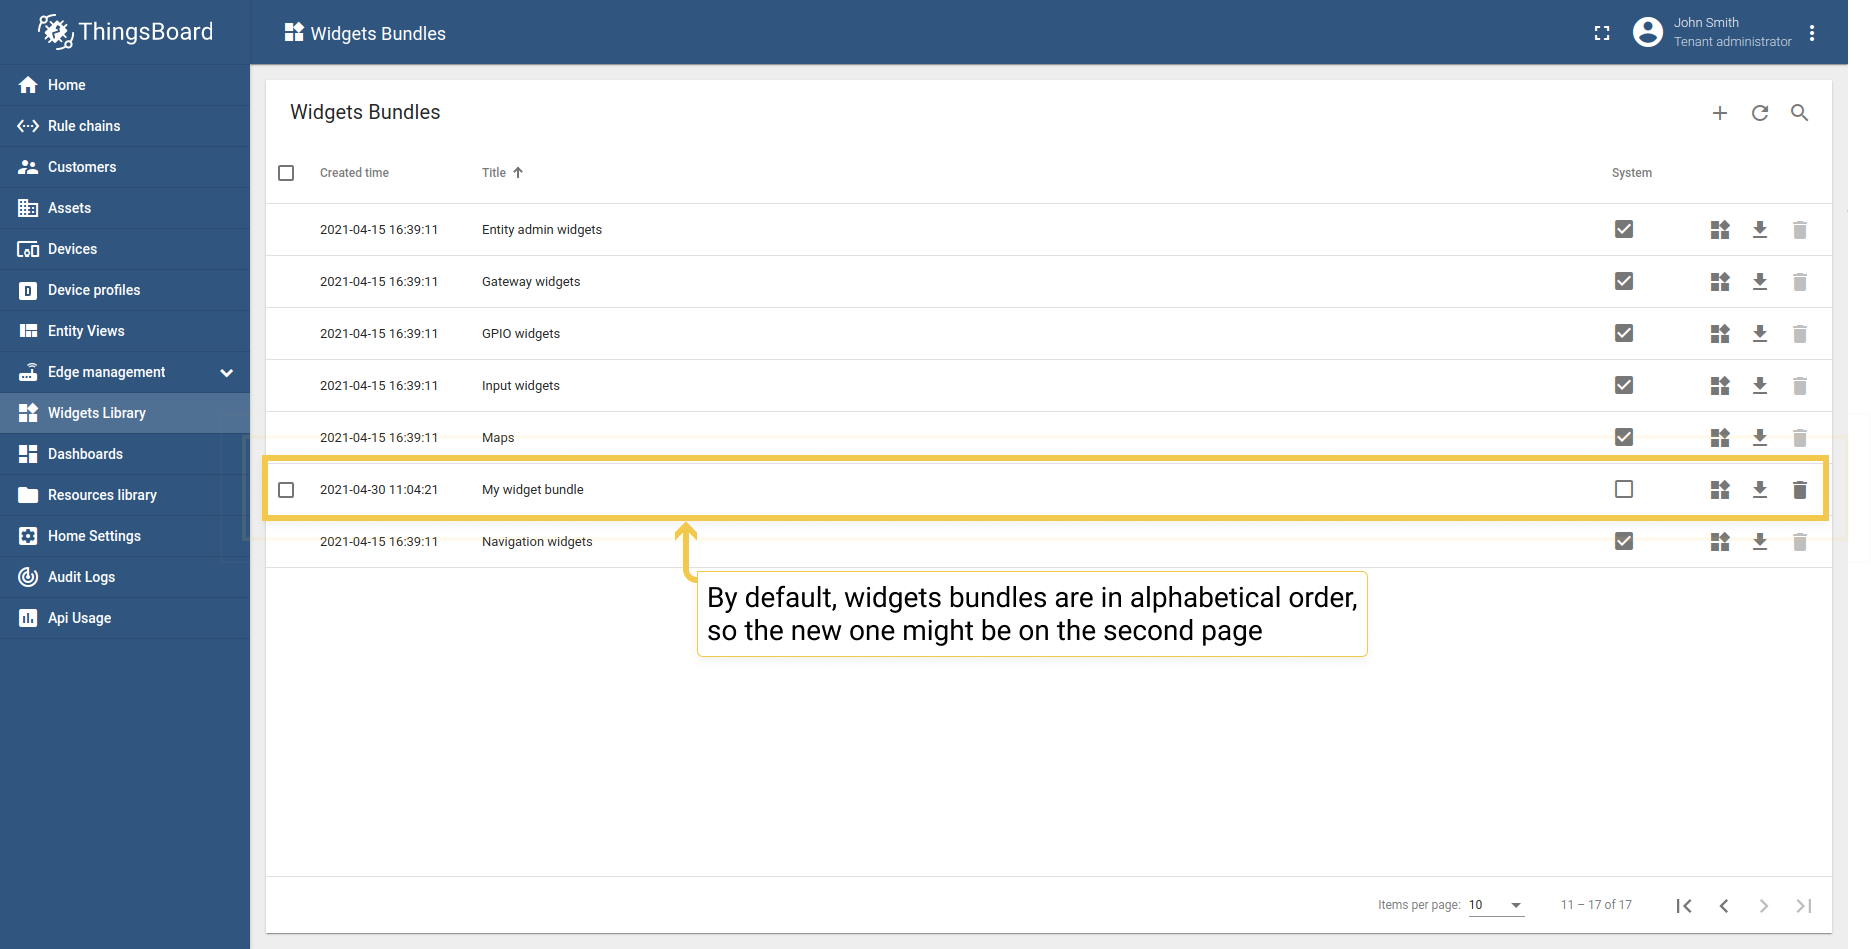 ThingsBoard
Widgets Bundles
John Smith
Tenant administrator
Home
Rule chains
Customers
Assets
Devices
Device profiles
Entity Views
Edge management
Widgets Library
Dashboards
Resources library
Home Settings
Audit Logs
Api Usage
Widgets Bundles
Created time Title System
2021-04-15 16:39:11 Entity admin widgets
2021-04-15 16:39:11 Gateway widgets
2021-04-15 16:39:11 GPIO widgets
2021-04-15 16:39:11 Input widgets
2021-04-15 16:39:11 Maps
2021-04-30 11:04:21 My widget bundle
2021-04-15 16:39:11 Navigation widgets
By default, widgets bundles are in alphabetical order,
so the new one might be on the second page
Items per page: 10 11 – 17 of 17